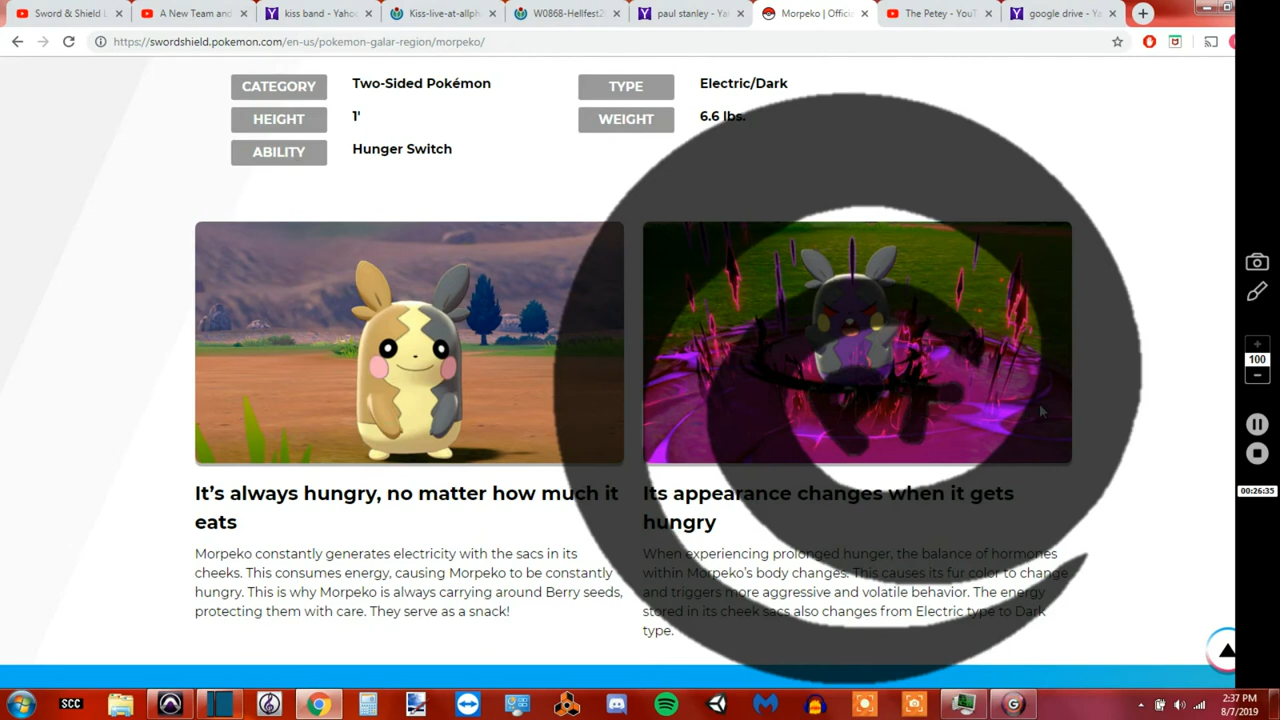 Sword & Shield I
A New Team and
kiss band - Yaho
Kiss-live-at-allph
W0868-Hellfest2
paul stanley - Ya
Morpeko | Offici
The Petey - YouT
google drive - Ya
https://swordshield.pokemon.com/en-us/pokemon-galar-region/morpeko/
CATEGORY Two-Sided Pokémon TYPE Electric/Dark
HEIGHT 1' WEIGHT 6.6 lbs.
ABILITY Hunger Switch
100
00:26:35
It's always hungry, no matter how much it
eats
Morpeko constantly generates electricity with the sacs in its
cheeks. This consumes energy, causing Morpeko to be constantly
hungry. This is why Morpeko is always carrying around Berry seeds,
protecting them with care. They serve as a snack!
Its appearance changes when it gets
hungry
When experiencing prolonged hunger, the balance of hormones
within Morpeko's body changes. This causes its fur color to change
and triggers more aggressive and volatile behavior. The energy
stored in its cheek sacs also changes from Electric type to Dark
type.
SCC
2:37 PM
8/7/2019